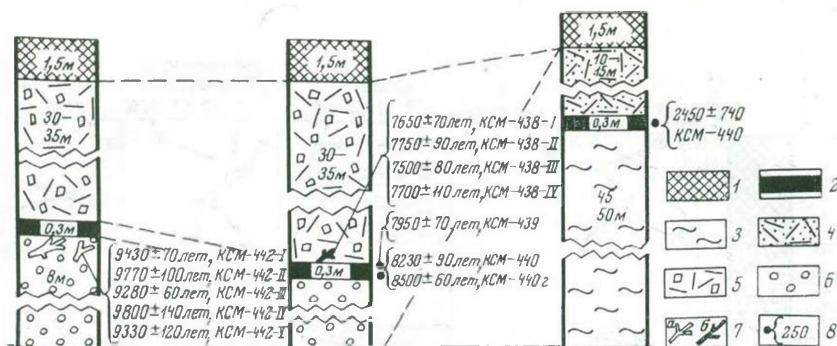 1,5м
30–
35м
0,3м
8м
9430±70лет, КСМ-442-I
9770±100лет, КСМ-442-II
9280±60лет, КСМ-442-III
9800±140лет, КСМ-442-IV
9330±120лет, КСМ-442-V
1,5м
30–
35м
0,3м
7650±70лет, КСМ-438-I
7750±90лет, КСМ-438-II
7500±80лет, КСМ-438-III
7700±110лет, КСМ-438-IV
7950±70лет, КСМ-439
8230±90лет, КСМ-440
8500±60лет, КСМ-440г
1,5м
10–
15м
0,3м
45
50м
2450±740
КСМ-440
1
2
3
4
5
6
а б 7
250 8